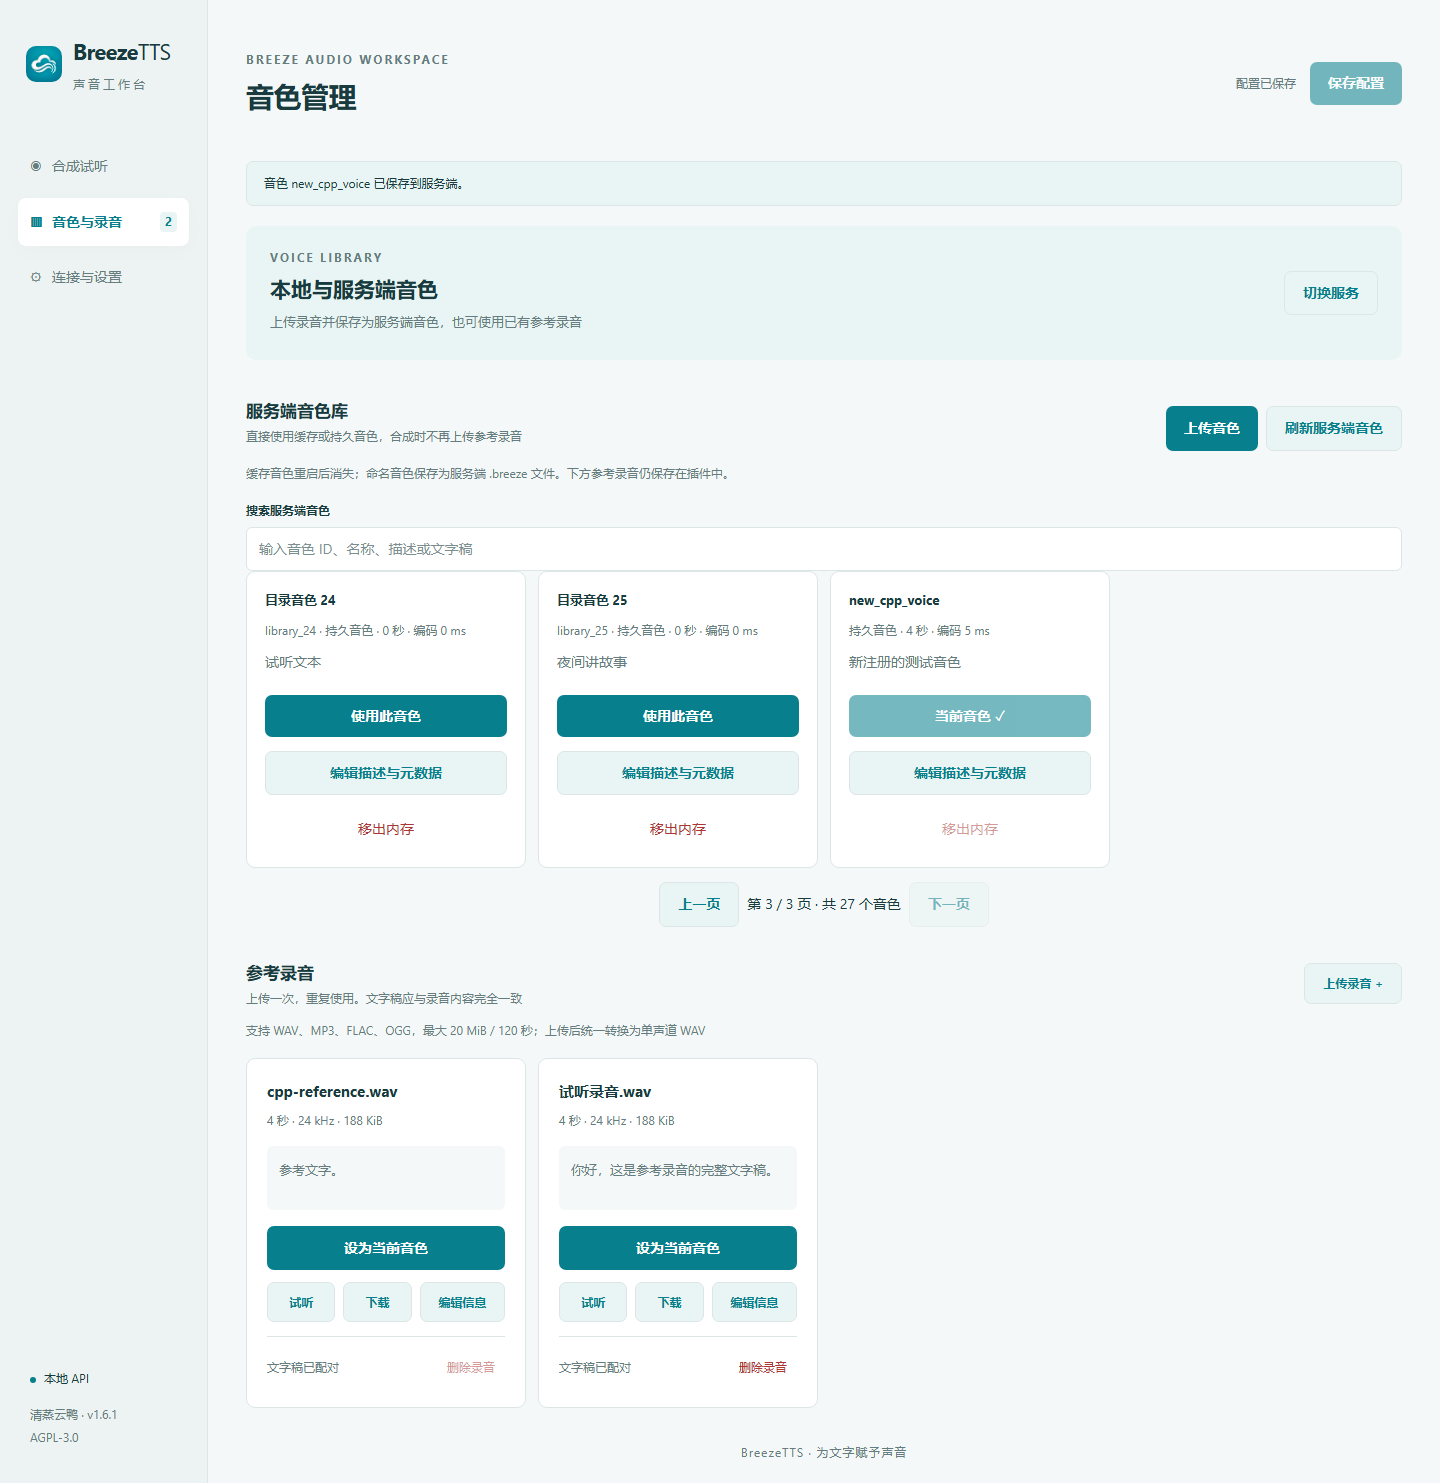 BreezeTTS
声音工作台
合成试听
音色与录音 2
连接与设置
本地 API
清蒸云鸭 · v1.6.1
AGPL-3.0
BREEZE AUDIO WORKSPACE
音色管理
配置已保存
保存配置
音色 new_cpp_voice 已保存到服务端。
VOICE LIBRARY
本地与服务端音色
上传录音并保存为服务端音色，也可使用已有参考录音
切换服务
服务端音色库
直接使用缓存或持久音色，合成时不再上传参考录音
上传音色
刷新服务端音色
缓存音色重启后消失；命名音色保存为服务端 .breeze 文件。下方参考录音仍保存在插件中。
搜索服务端音色
输入音色 ID、名称、描述或文字稿
目录音色 24
library_24 · 持久音色 · 0 秒 · 编码 0 ms
试听文本
使用此音色
编辑描述与元数据
移出内存
目录音色 25
library_25 · 持久音色 · 0 秒 · 编码 0 ms
夜间讲故事
使用此音色
编辑描述与元数据
移出内存
new_cpp_voice
持久音色 · 4 秒 · 编码 5 ms
新注册的测试音色
当前音色 ✓
编辑描述与元数据
移出内存
上一页
第 3 / 3 页 · 共 27 个音色
下一页
参考录音
上传一次，重复使用。文字稿应与录音内容完全一致
上传录音 +
支持 WAV、MP3、FLAC、OGG，最大 20 MiB / 120 秒；上传后统一转换为单声道 WAV
cpp-reference.wav
4 秒 · 24 kHz · 188 KiB
参考文字。
设为当前音色
试听 下载 编辑信息
文字稿已配对 删除录音
试听录音.wav
4 秒 · 24 kHz · 188 KiB
你好，这是参考录音的完整文字稿。
设为当前音色
试听 下载 编辑信息
文字稿已配对 删除录音
BreezeTTS · 为文字赋予声音